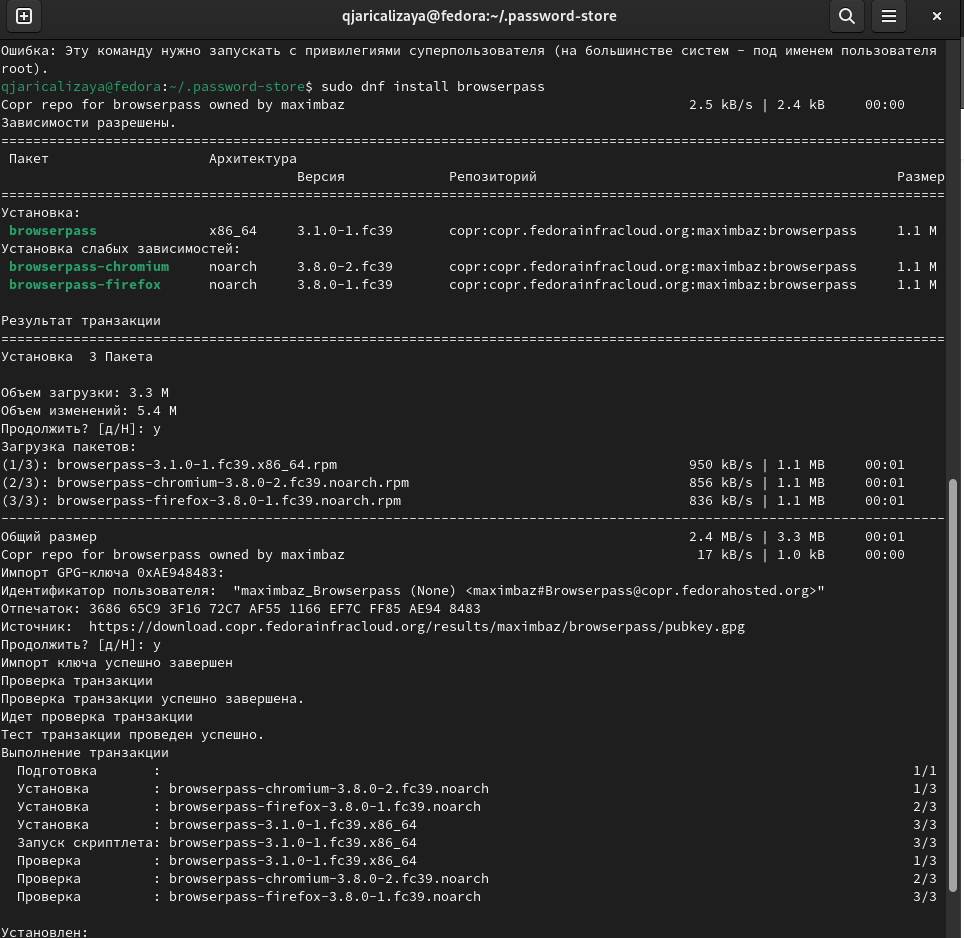 qjaricalizaya@fedora:~/.password-store
Ошибка: Эту команду нужно запускать с привилегиями суперпользователя (на большинстве систем - под именем пользователя
root).
qjaricalizaya@fedora:~/.password-store$ sudo dnf install browserpass
Copr repo for browserpass owned by maximbaz 2.5 kB/s | 2.4 kB 00:00
Зависимости разрешены.
================================================================================
Пакет Архитектура
Версия Репозиторий Размер
================================================================================
Установка:
browserpass x86_64 3.1.0-1.fc39 copr:copr.fedorainfracloud.org:maximbaz:browserpass 1.1 M
Установка слабых зависимостей:
browserpass-chromium noarch 3.8.0-2.fc39 copr:copr.fedorainfracloud.org:maximbaz:browserpass 1.1 M
browserpass-firefox noarch 3.8.0-1.fc39 copr:copr.fedorainfracloud.org:maximbaz:browserpass 1.1 M
Результат транзакции
================================================================================
Установка 3 Пакета
Объем загрузки: 3.3 M
Объем изменений: 5.4 M
Продолжить? [д/Н]: y
Загрузка пакетов:
(1/3): browserpass-3.1.0-1.fc39.x86_64.rpm 950 kB/s | 1.1 MB 00:01
(2/3): browserpass-chromium-3.8.0-2.fc39.noarch.rpm 856 kB/s | 1.1 MB 00:01
(3/3): browserpass-firefox-3.8.0-1.fc39.noarch.rpm 836 kB/s | 1.1 MB 00:01
--------------------------------------------------------------------------------
Общий размер 2.4 MB/s | 3.3 MB 00:01
Copr repo for browserpass owned by maximbaz 17 kB/s | 1.0 kB 00:00
Импорт GPG-ключа 0xAE948483:
Идентификатор пользователя: "maximbaz_Browserpass (None) <maximbaz#Browserpass@copr.fedorahosted.org>"
Отпечаток: 3686 65C9 3F16 72C7 AF55 1166 EF7C FF85 AE94 8483
Источник: https://download.copr.fedorainfracloud.org/results/maximbaz/browserpass/pubkey.gpg
Продолжить? [д/Н]: y
Импорт ключа успешно завершен
Проверка транзакции
Проверка транзакции успешно завершена.
Идет проверка транзакции
Тест транзакции проведен успешно.
Выполнение транзакции
Подготовка : 1/1
Установка : browserpass-chromium-3.8.0-2.fc39.noarch 1/3
Установка : browserpass-firefox-3.8.0-1.fc39.noarch 2/3
Установка : browserpass-3.1.0-1.fc39.x86_64 3/3
Запуск скриптлета: browserpass-3.1.0-1.fc39.x86_64 3/3
Проверка : browserpass-3.1.0-1.fc39.x86_64 1/3
Проверка : browserpass-chromium-3.8.0-2.fc39.noarch 2/3
Проверка : browserpass-firefox-3.8.0-1.fc39.noarch 3/3
Установлен: